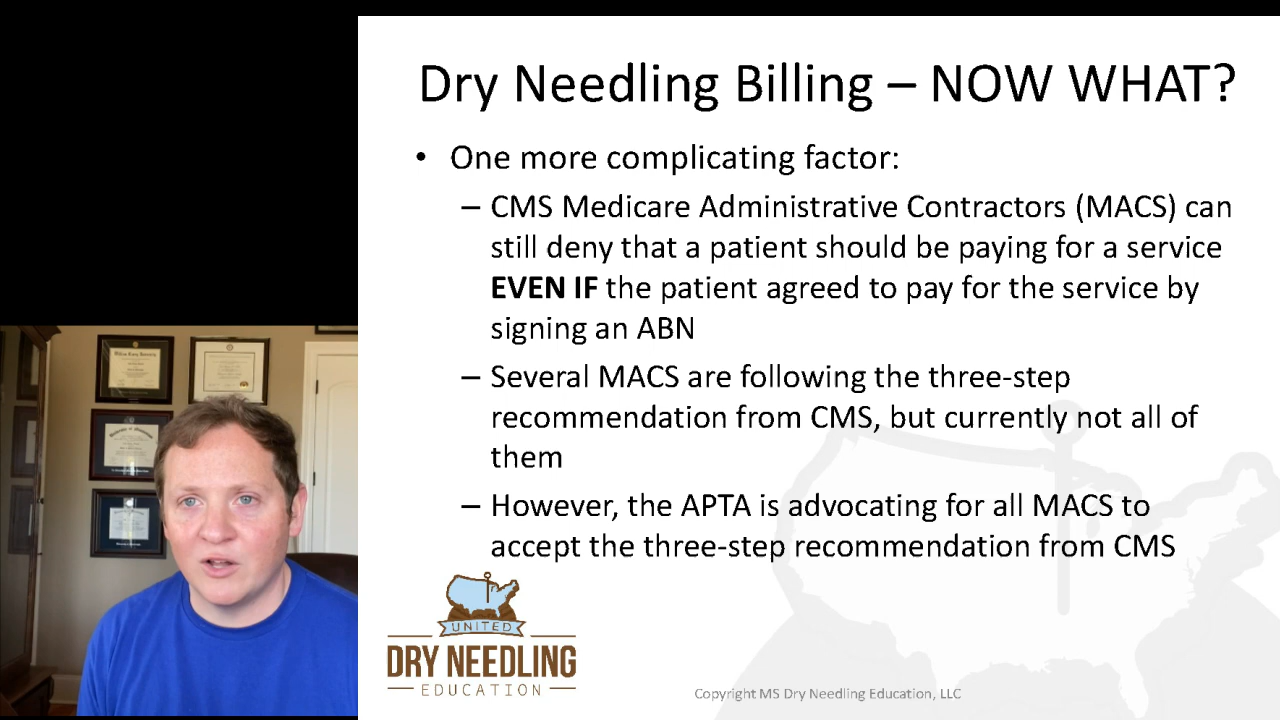 Dry Needling Billing – NOW WHAT?
• One more complicating factor:
– CMS Medicare Administrative Contractors (MACS) can
still deny that a patient should be paying for a service
EVEN IF the patient agreed to pay for the service by
signing an ABN
– Several MACS are following the three-step
recommendation from CMS, but currently not all of
them
– However, the APTA is advocating for all MACS to
accept the three-step recommendation from CMS
UNITED
DRY NEEDLING
EDUCATION
Copyright MS Dry Needling Education, LLC